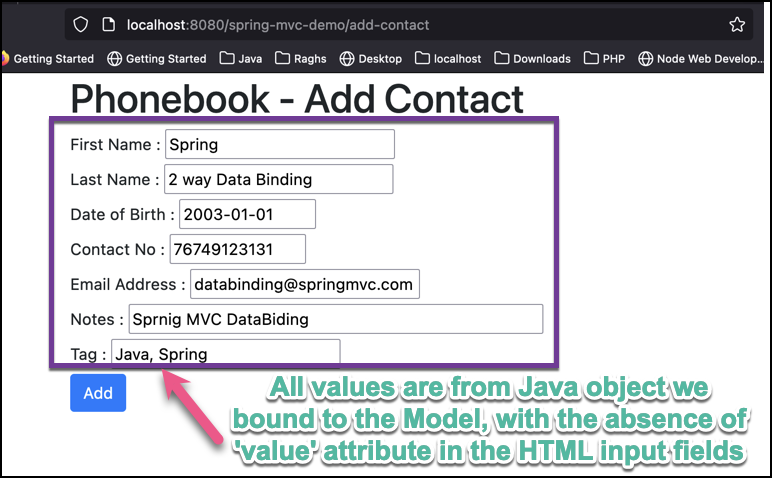 localhost:8080/spring-mvc-demo/add-contact
Getting Started Getting Started Java Raghs Desktop localhost Downloads PHP Node Web Develop...
Phonebook - Add Contact
First Name : Spring
Last Name : 2 way Data Binding
Date of Birth : 2003-01-01
Contact No : 76749123131
Email Address : databinding@springmvc.com
Notes : Sprnig MVC DataBiding
Tag : Java, Spring
Add
All values are from Java object we
bound to the Model, with the absence of
'value' attribute in the HTML input fields